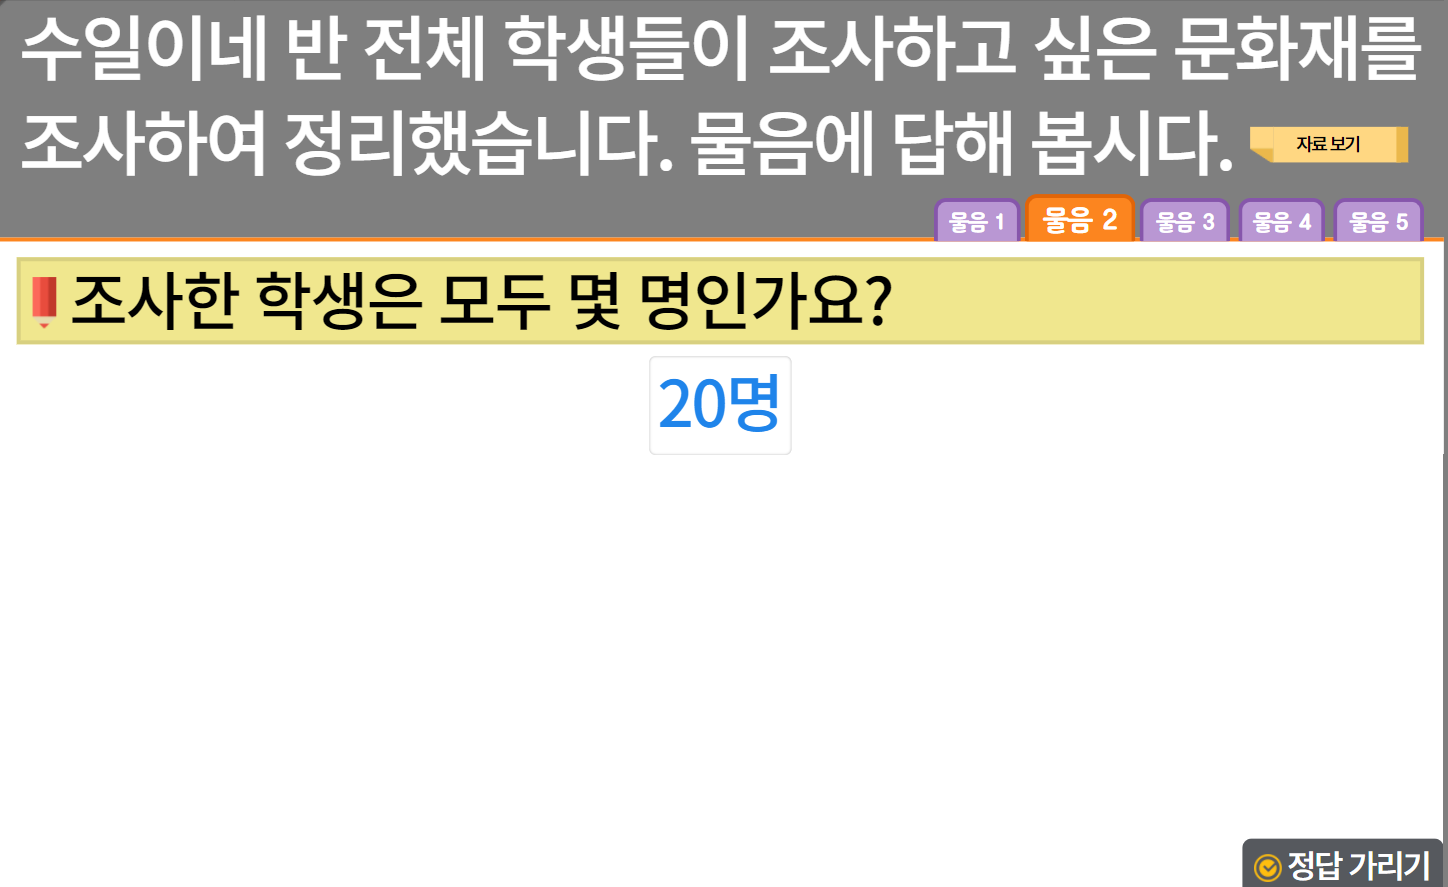 수일이네 반 전체 학생들이 조사하고 싶은 문화재를
조사하여 정리했습니다. 물음에 답해 봅시다. 자료 보기
물음 1 물음 2 물음 3 물음 4 물음 5
조사한 학생은 모두 몇 명인가요?
20명
정답 가리기